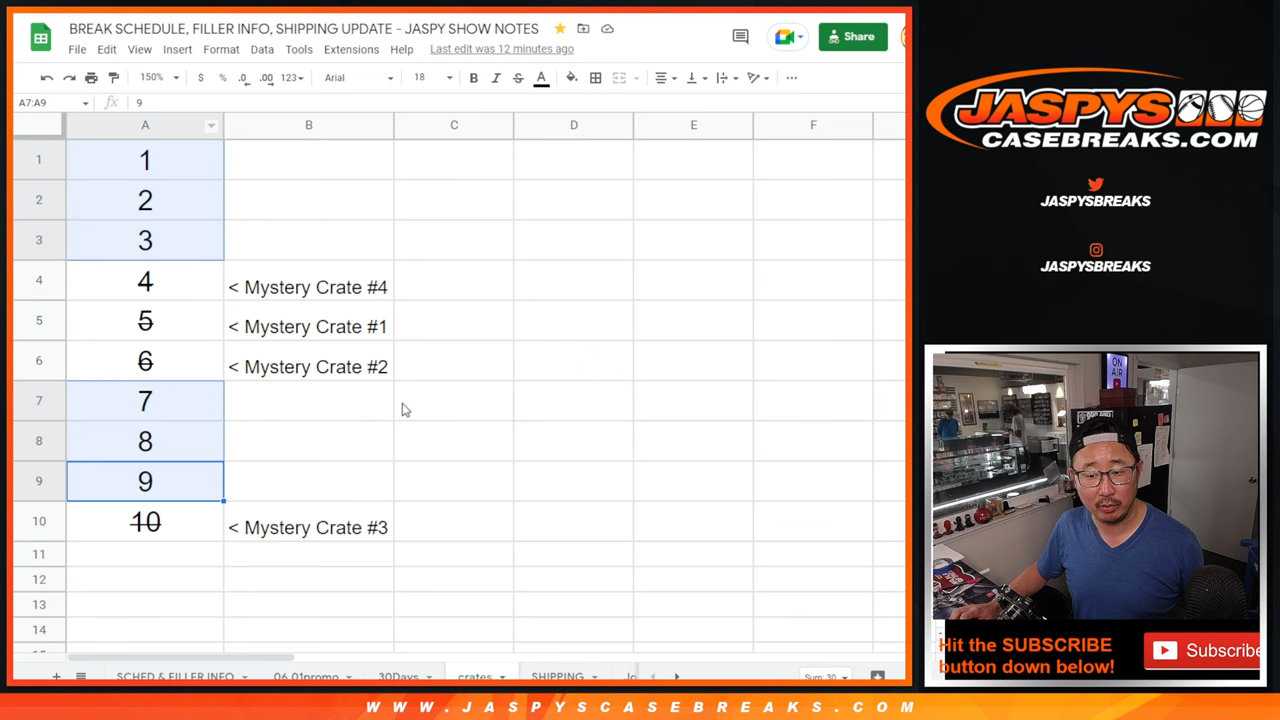 BREAK SCHEDULE, FILLER INFO, SHIPPING UPDATE - JASPY SHOW NOTES
Share
File Edit View Insert Format Data Tools Extensions Help Last edit was 12 minutes ago
150% $ % .0 .00 123 Arial 18 B I S A
A7:A9 fx 9
A B C D E F
1 1
2 2
3 3
4 4 < Mystery Crate #4
5 5 < Mystery Crate #1
6 6 < Mystery Crate #2
7 7
8 8
9 9
10 10 < Mystery Crate #3
11
12
13
14
SCHED & FILLER INFO 06.01promo 30Days crates SHIPPING Sum: 30
JASPYS
CASEBREAKS.COM
JASPYSBREAKS
JASPYSBREAKS
ON
AIR
Hit the SUBSCRIBE
button down below!
Subscribe
WWW.JASPYSCASEBREAKS.COM